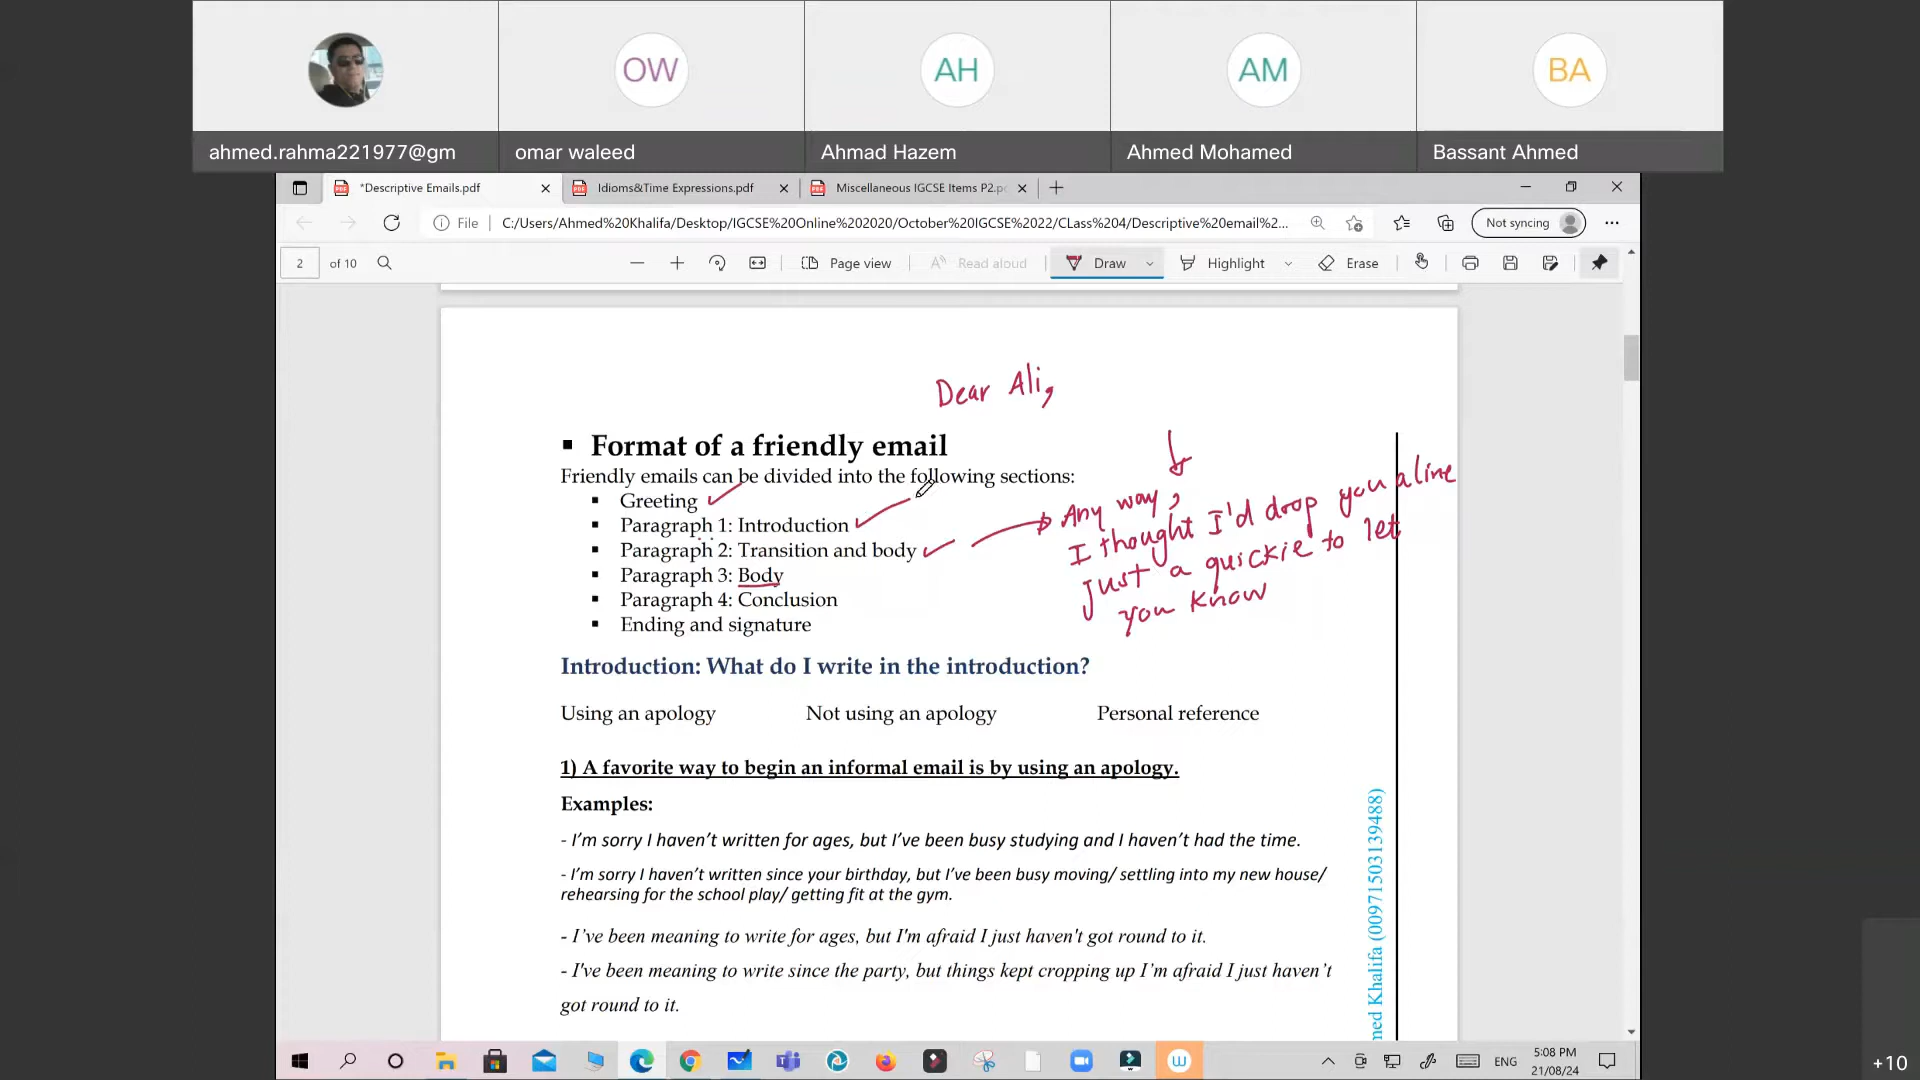 OW
AH
AM
BA
ahmed.rahma221977@gm
omar waleed
Ahmad Hazem
Ahmed Mohamed
Bassant Ahmed
*Descriptive Emails.pdf
Idioms&Time Expressions.pdf
Miscellaneous IGCSE Items P2.p
File
C:/Users/Ahmed%20Khalifa/Desktop/IGCSE%20Online%202020/October%20IGCSE%2022/CLass%204/Descriptive%20email%2...
Not syncing
2
of 10
Page view
Read aloud
Draw
Highlight
Erase
Dear Ali,
Format of a friendly email
Friendly emails can be divided into the following sections:
Greeting
Paragraph 1: Introduction
Paragraph 2: Transition and body
Paragraph 3: Body
Paragraph 4: Conclusion
Ending and signature
Any way,
I thought I'd drop you a line
just a quickie to let
you know
Introduction: What do I write in the introduction?
Using an apology
Not using an apology
Personal reference
1) A favorite way to begin an informal email is by using an apology.
Examples:
- I'm sorry I haven't written for ages, but I've been busy studying and I haven't had the time.
- I'm sorry I haven't written since your birthday, but I've been busy moving/ settling into my new house/
rehearsing for the school play/ getting fit at the gym.
- I've been meaning to write for ages, but I'm afraid I just haven't got round to it.
- I've been meaning to write since the party, but things kept cropping up I'm afraid I just haven't
got round to it.
med Khalifa (00971503139488)
W
ENG
5:08 PM
21/08/24
+10